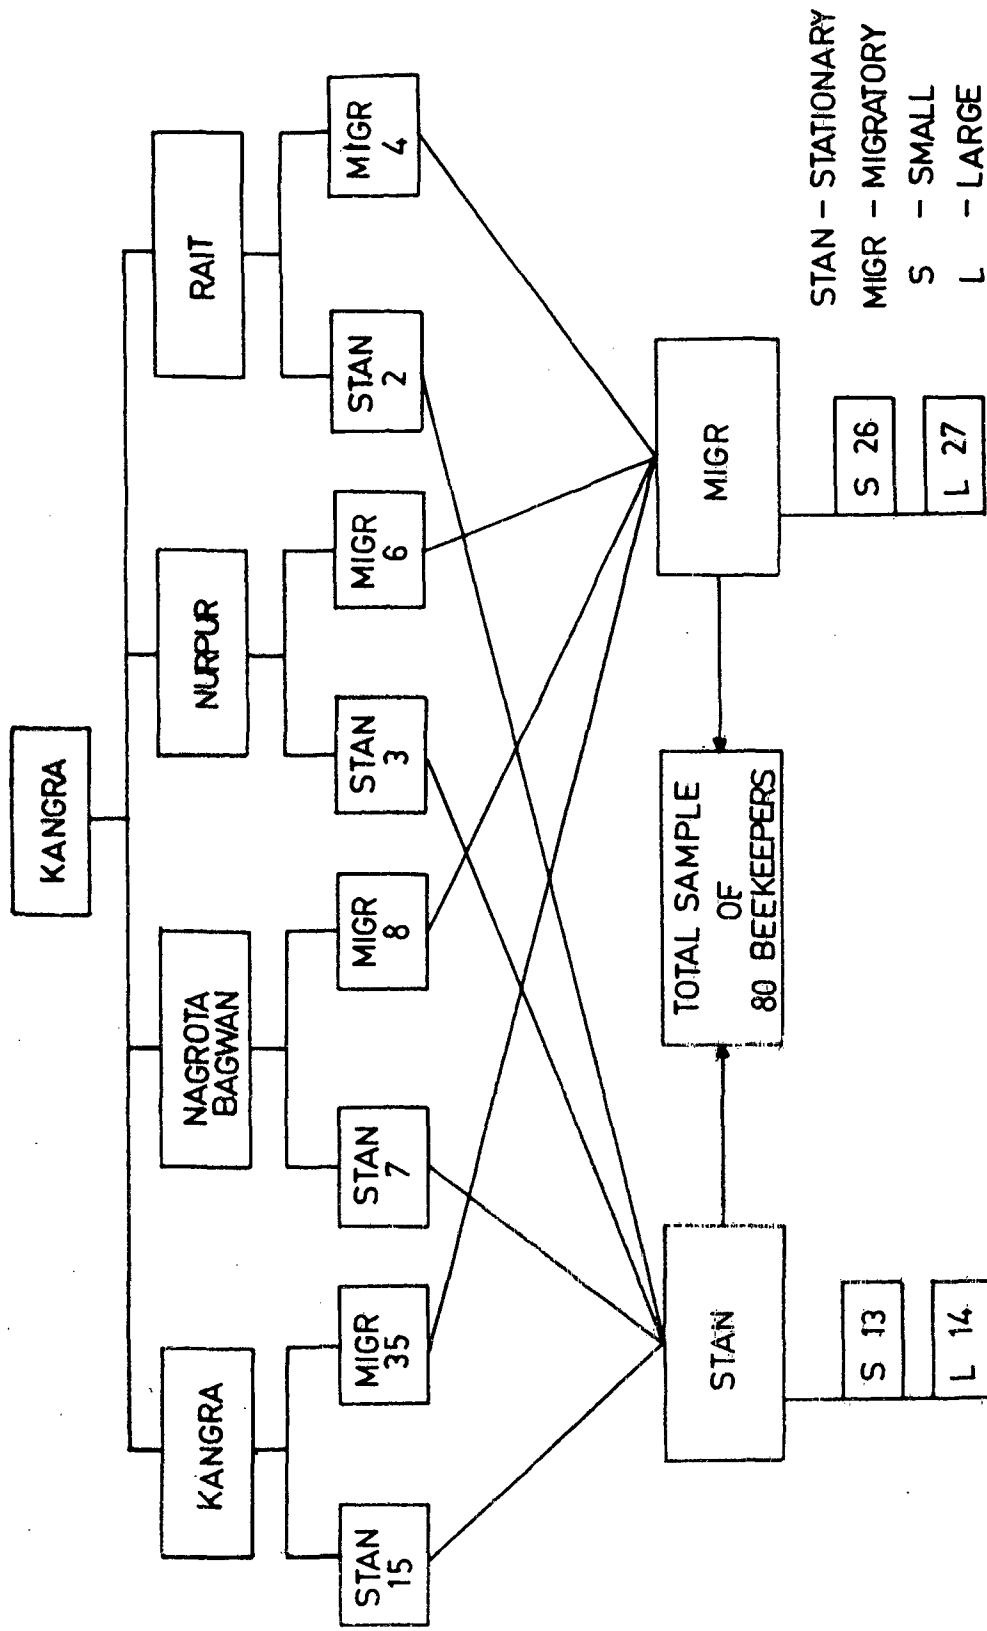 KANGRA
KANGRA
NAGROTA
BAGWAN
NURPUR
RAIT
STAN
15
MIGR
35
STAN
7
MIGR
8
STAN
3
MIGR
6
STAN
2
MIGR
4
STAN
TOTAL SAMPLE
OF
80 BEEKEEPERS
MIGR
S 13
L 14
S 26
L 27
STAN – STATIONARY
MIGR – MIGRATORY
S – SMALL
L – LARGE